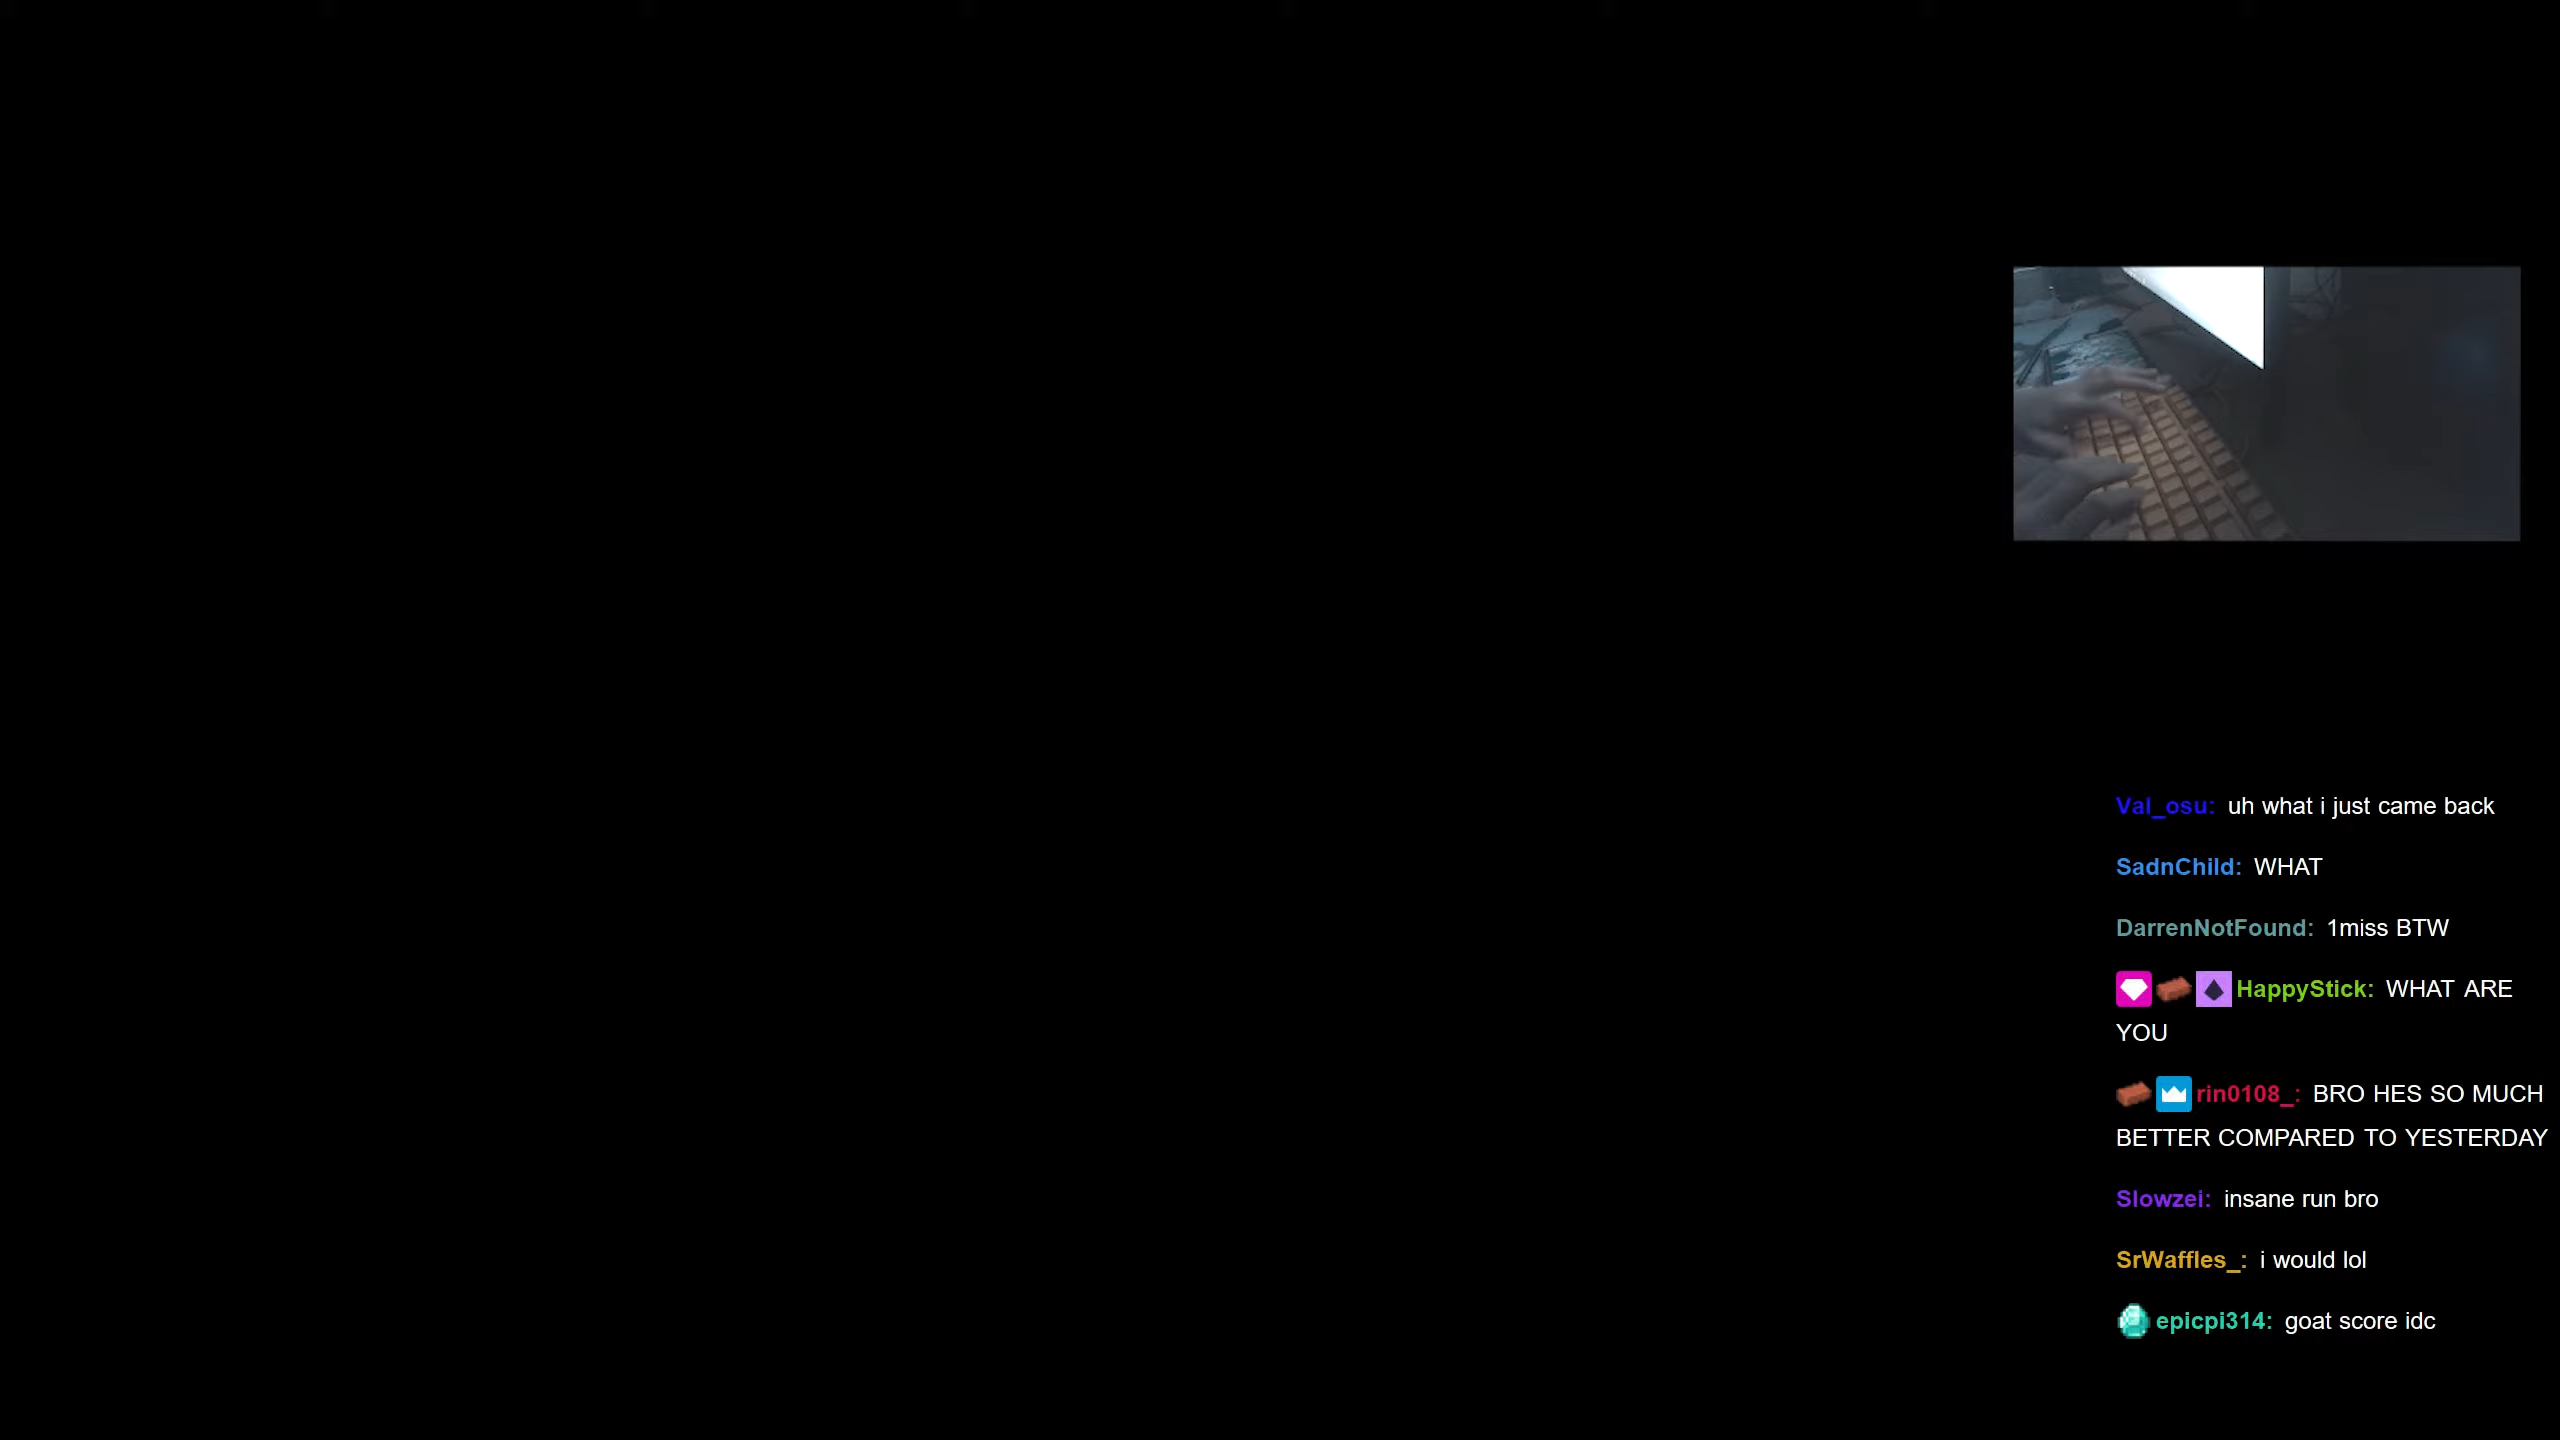 Val_osu: uh what i just came back
SadnChild: WHAT
DarrenNotFound: 1miss BTW
HappyStick: WHAT ARE
YOU
rin0108_: BRO HES SO MUCH
BETTER COMPARED TO YESTERDAY
Slowzei: insane run bro
SrWaffles_: i would lol
epicpi314: goat score idc